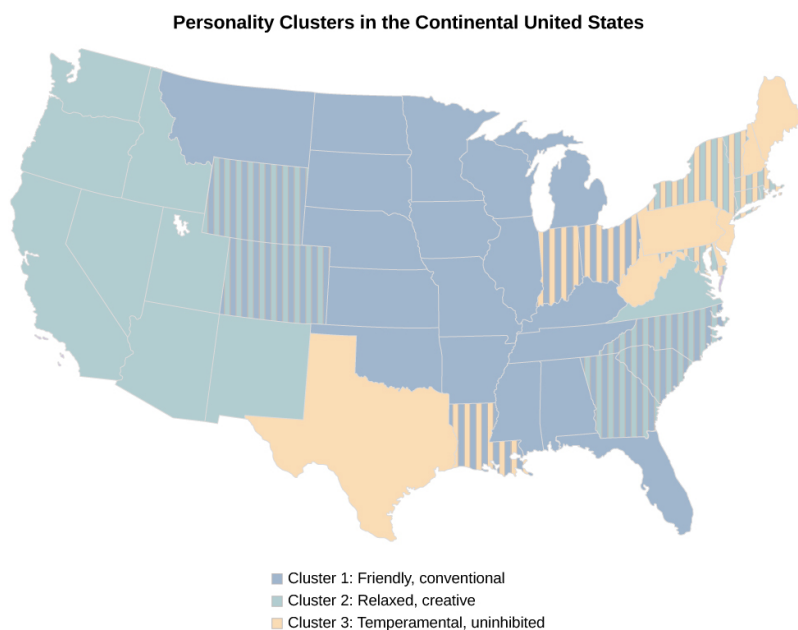 Personality Clusters in the Continental United States
Cluster 1: Friendly, conventional
Cluster 2: Relaxed, creative
Cluster 3: Temperamental, uninhibited